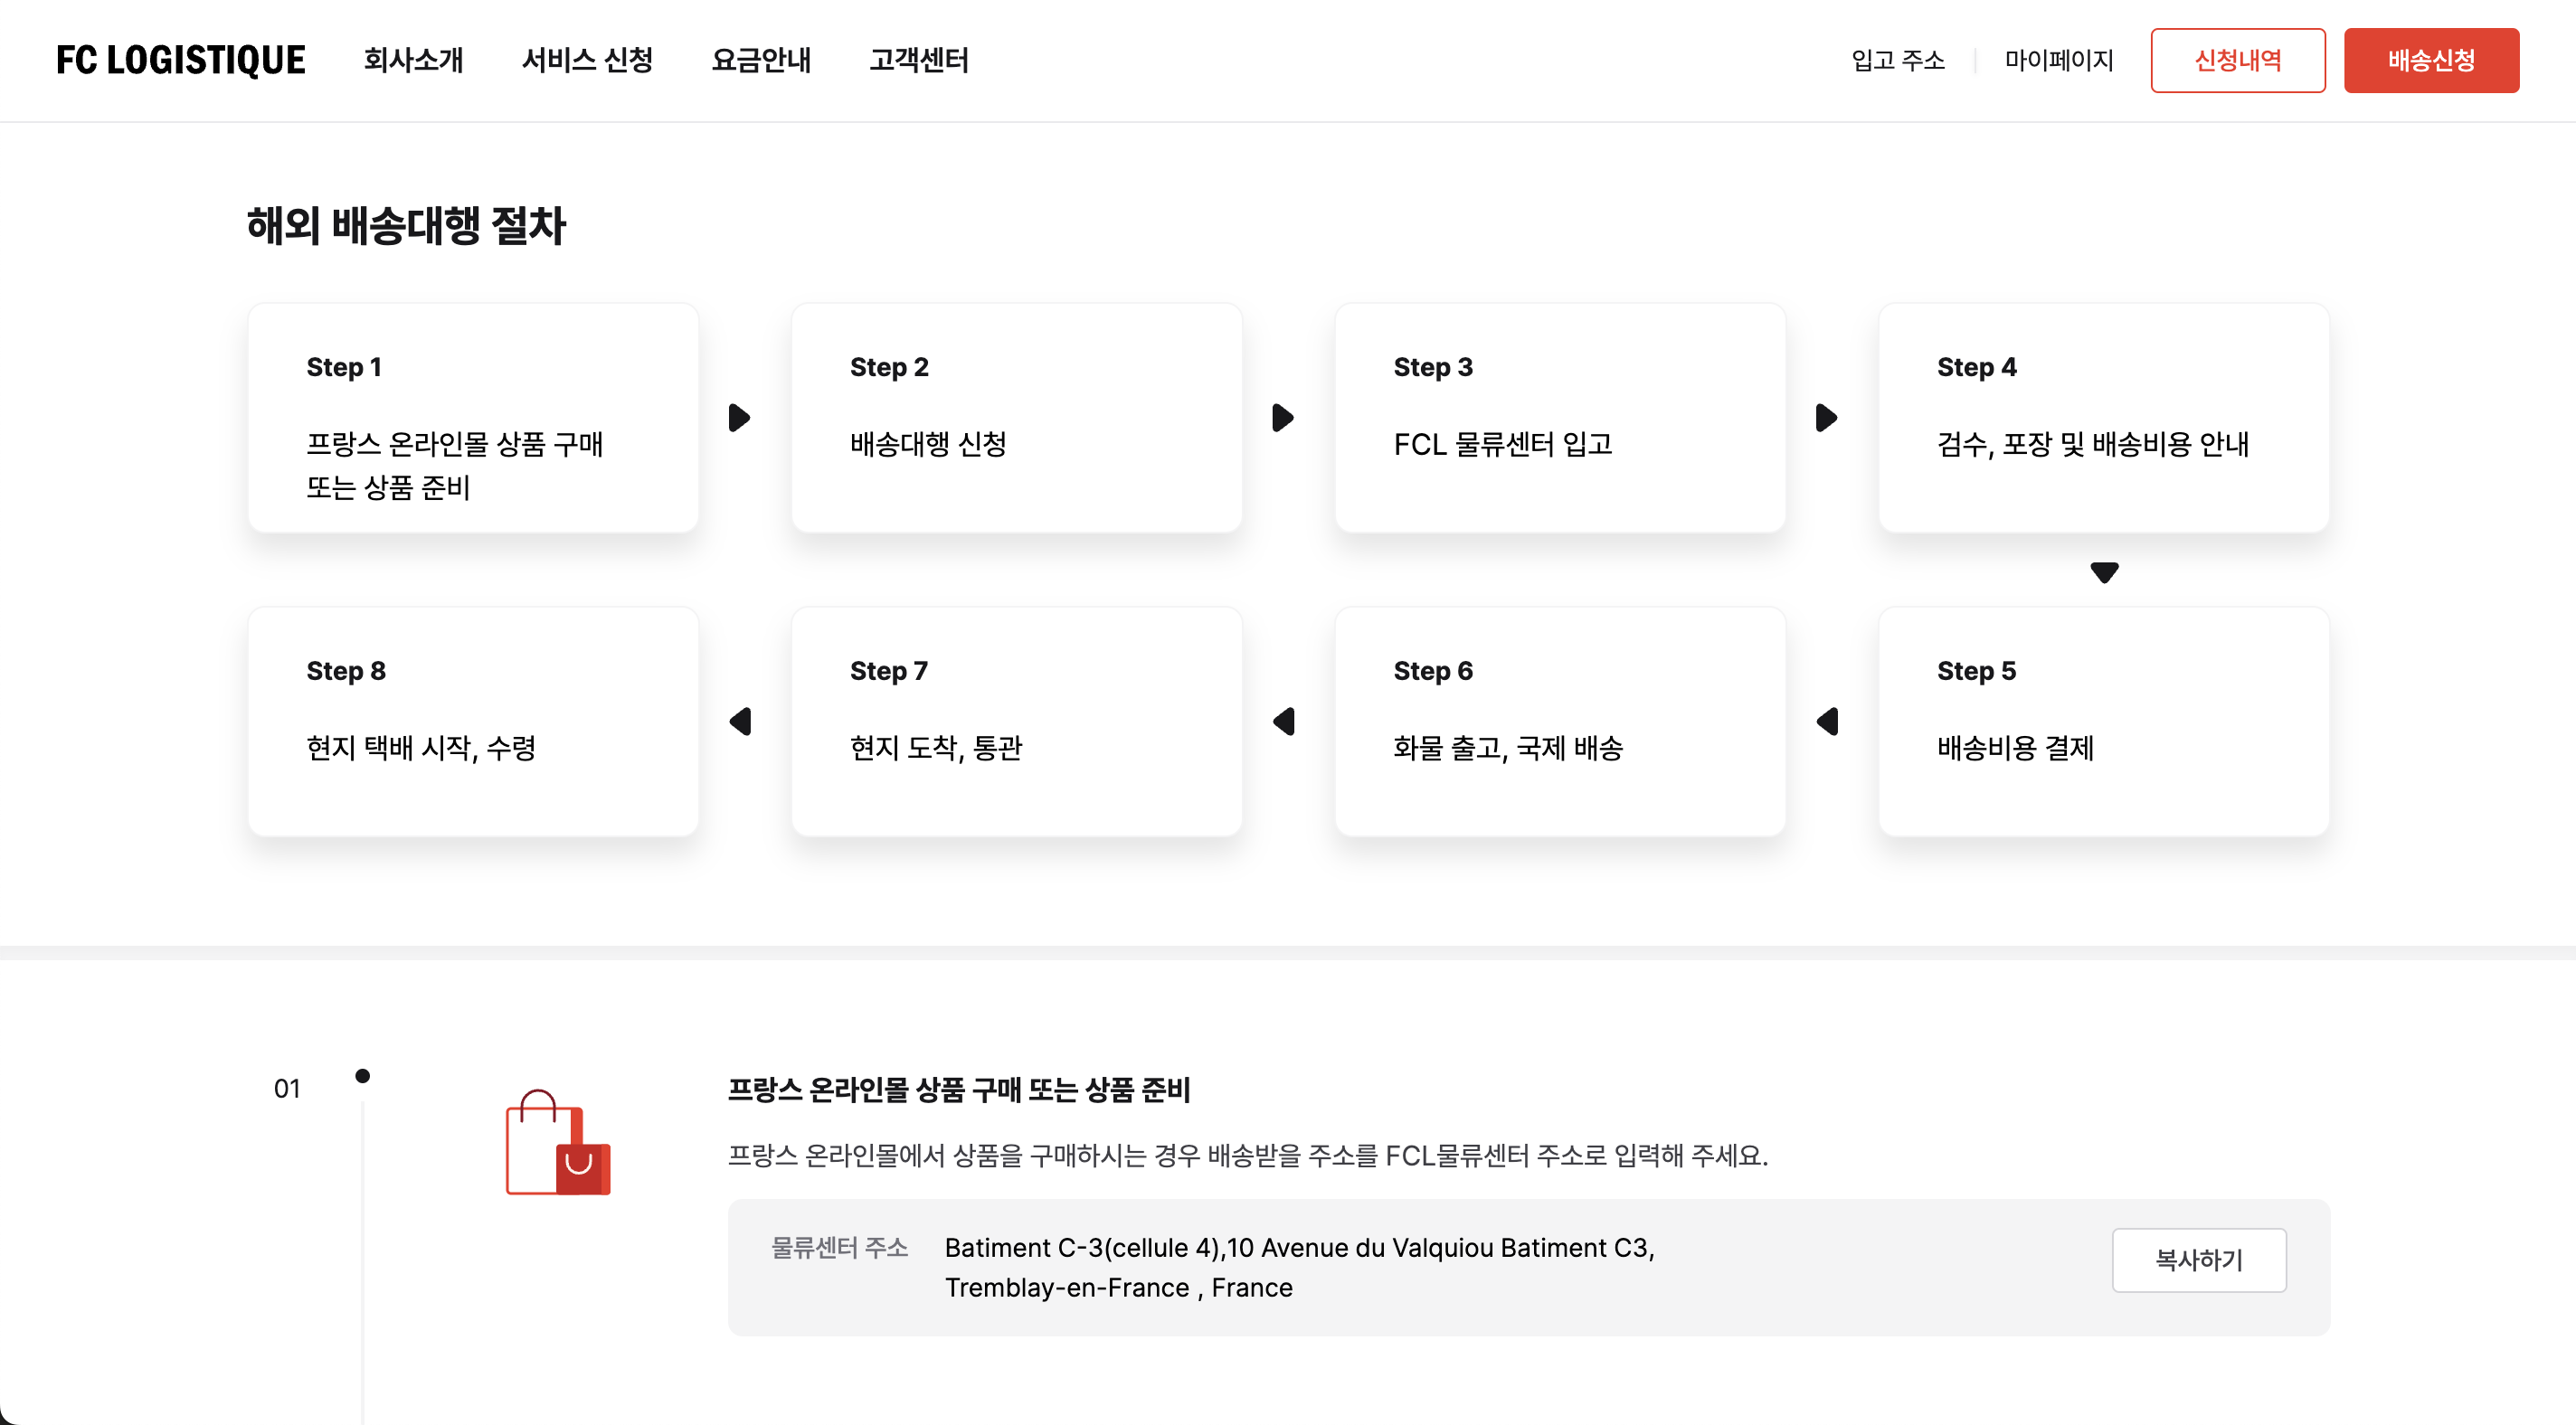 FC LOGISTIQUE
회사소개
서비스 신청
요금안내
고객센터
입고 주소
마이페이지
신청내역
배송신청
해외 배송대행 절차
Step 1
프랑스 온라인몰 상품 구매
또는 상품 준비
Step 2
배송대행 신청
Step 3
FCL 물류센터 입고
Step 4
검수, 포장 및 배송비용 안내
Step 5
배송비용 결제
Step 6
화물 출고, 국제 배송
Step 7
현지 도착, 통관
Step 8
현지 택배 시작, 수령
01
프랑스 온라인몰 상품 구매 또는 상품 준비
프랑스 온라인몰에서 상품을 구매하시는 경우 배송받을 주소를 FCL물류센터 주소로 입력해 주세요.
물류센터 주소
Batiment C-3(cellule 4),10 Avenue du Valquiou Batiment C3,
Tremblay-en-France , France
복사하기